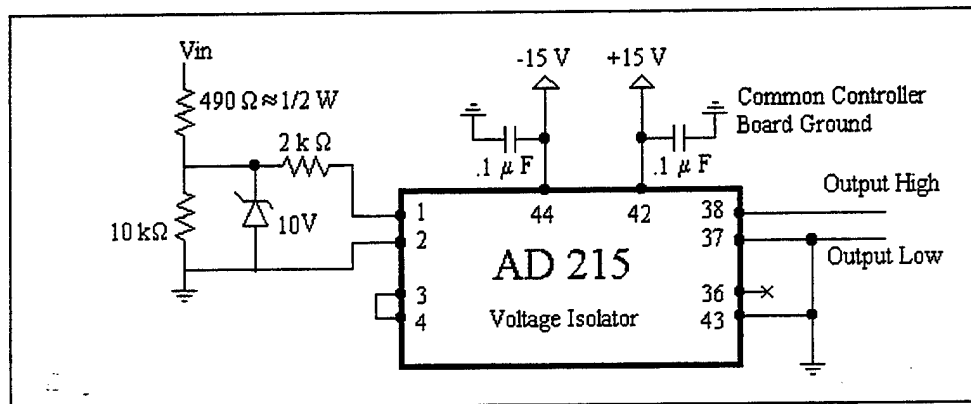 Vin
490 Ω ≈ 1/2 W
2 k Ω
10 kΩ
10V
-15 V
+15 V
.1 μ F
.1 μ F
Common Controller
Board Ground
44
42
1
2
3
4
38
37
36
43
AD 215
Voltage Isolator
Output High
Output Low